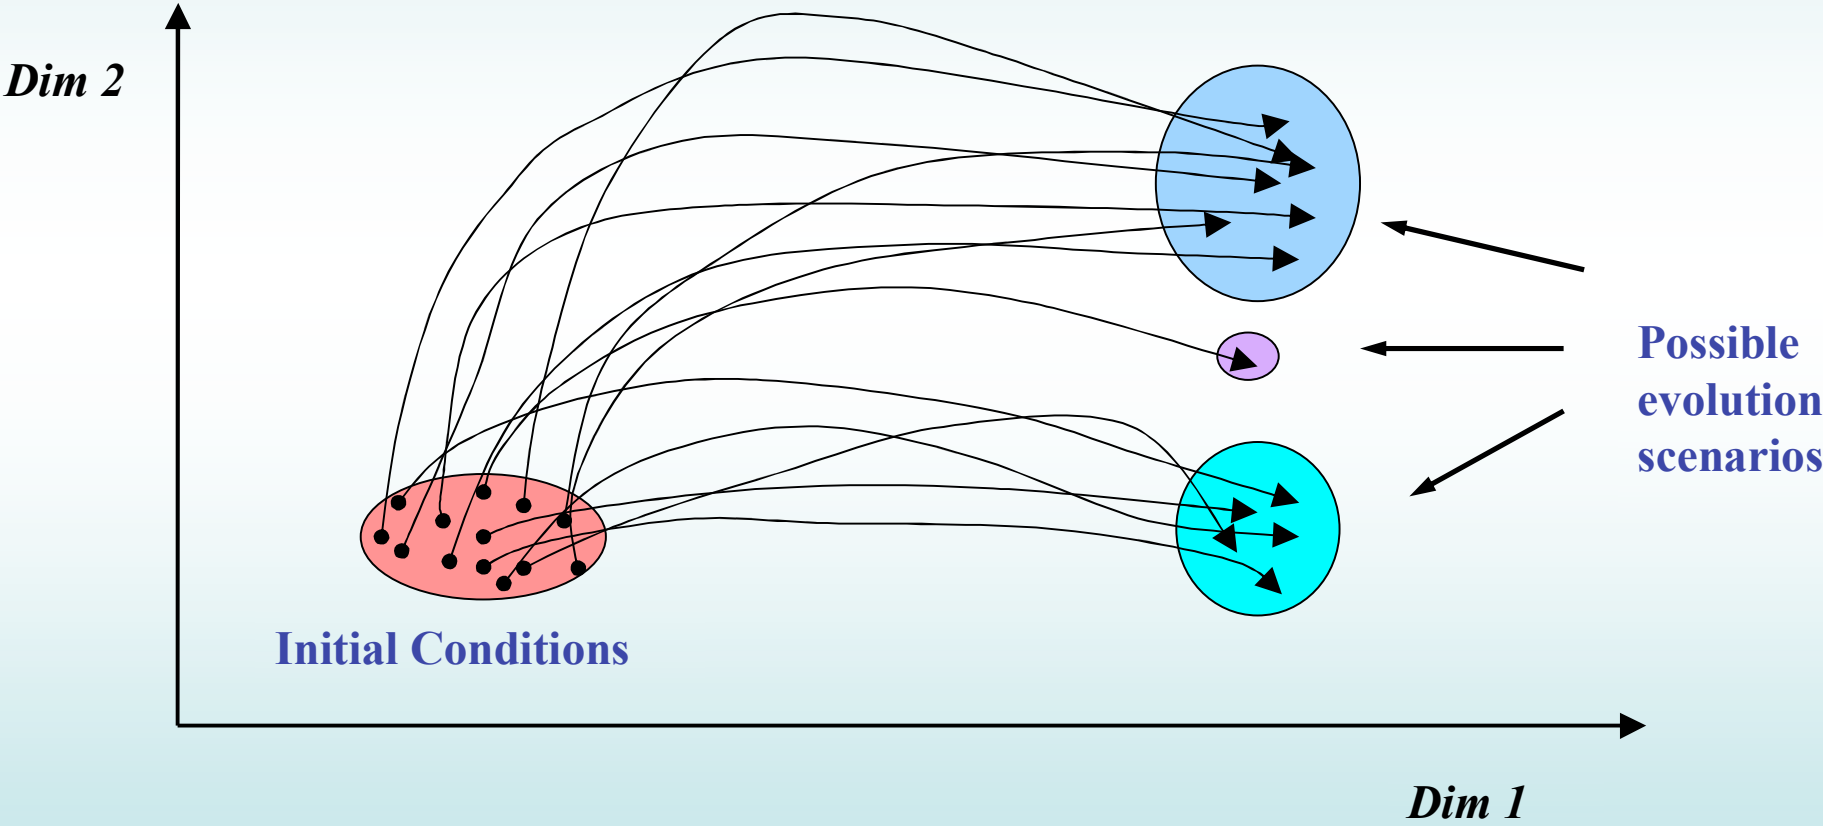 Dim 2
Possible
evolution
scenarios
Initial Conditions
Dim 1